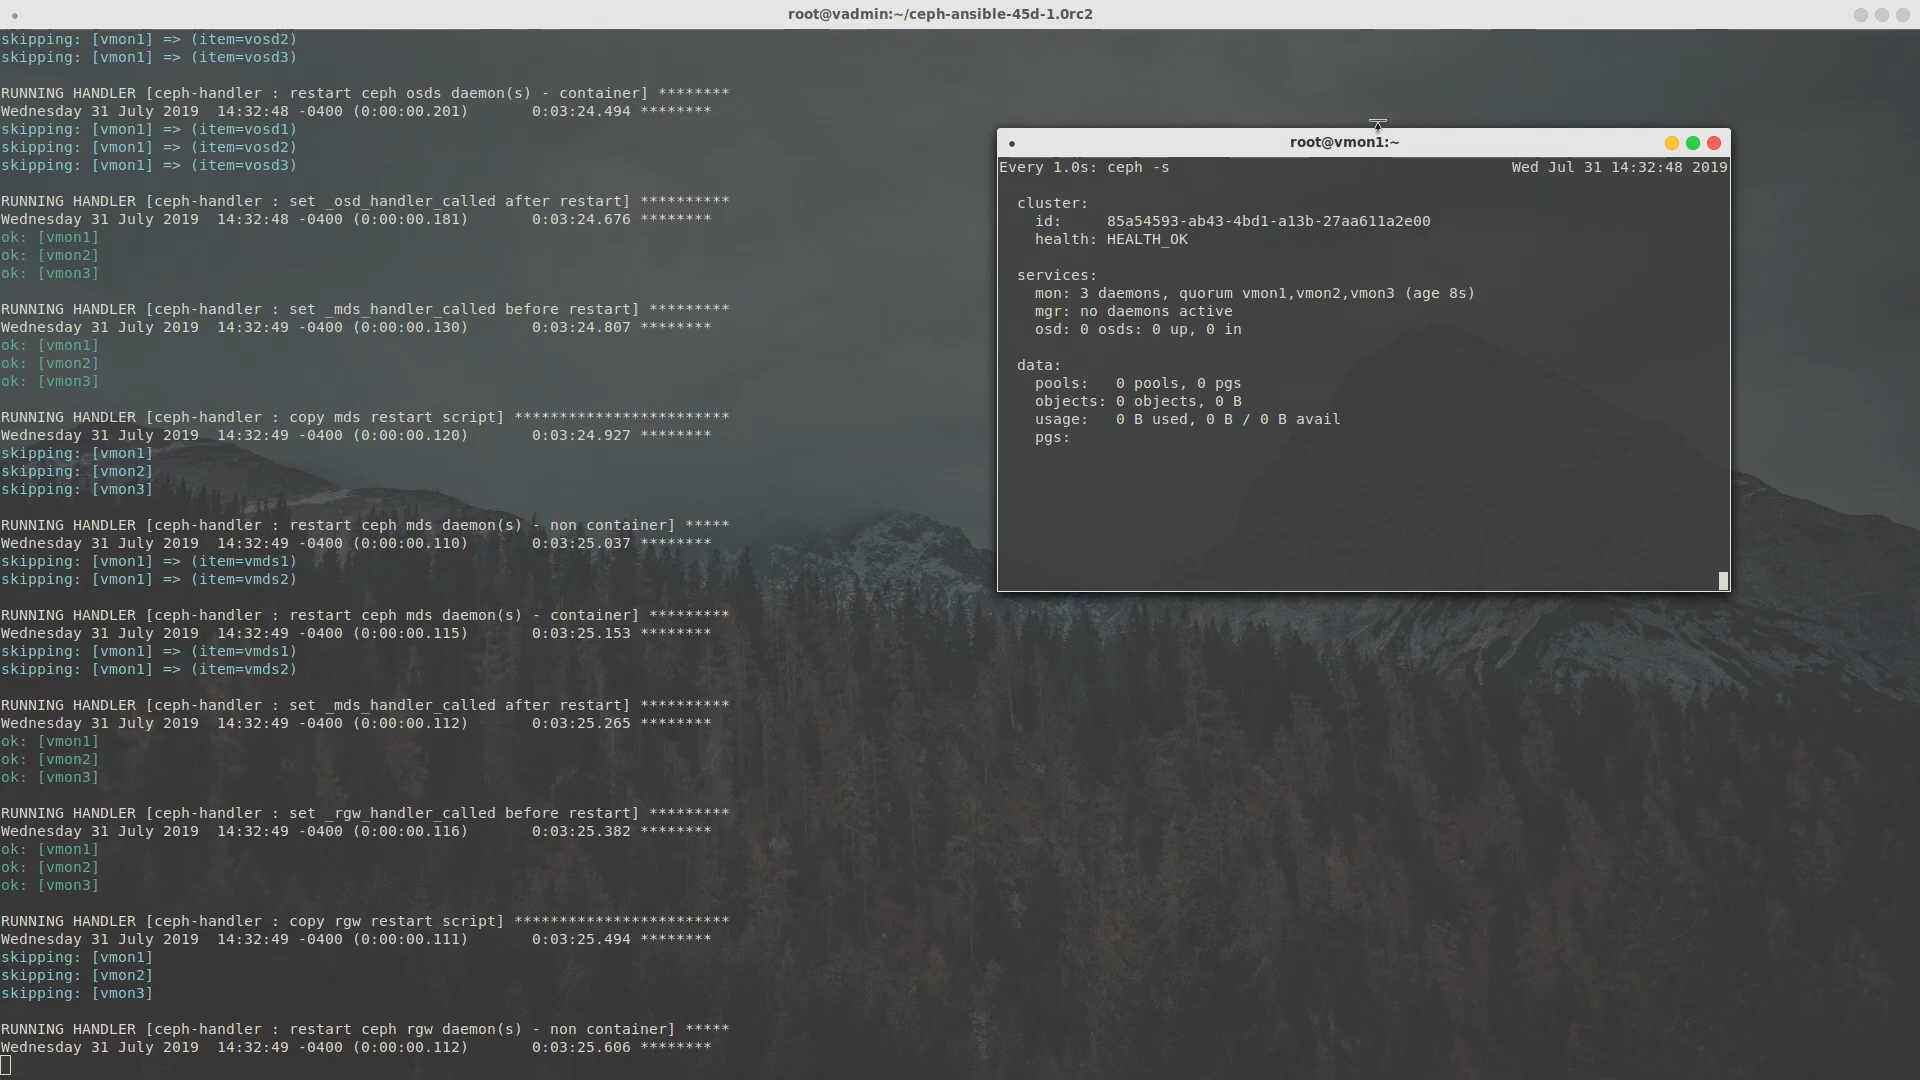 root@vadmin:~/ceph-ansible-45d-1.0rc2
skipping: [vmon1] => (item=vosd2)
skipping: [vmon1] => (item=vosd3)
RUNNING HANDLER [ceph-handler : restart ceph osds daemon(s) - container] ********
Wednesday 31 July 2019  14:32:48 -0400 (0:00:00.201)       0:03:24.494 ********
skipping: [vmon1] => (item=vosd1)
skipping: [vmon1] => (item=vosd2)
skipping: [vmon1] => (item=vosd3)
RUNNING HANDLER [ceph-handler : set _osd_handler_called after restart] **********
Wednesday 31 July 2019  14:32:48 -0400 (0:00:00.181)       0:03:24.676 ********
ok: [vmon1]
ok: [vmon2]
ok: [vmon3]
RUNNING HANDLER [ceph-handler : set _mds_handler_called before restart] *********
Wednesday 31 July 2019  14:32:49 -0400 (0:00:00.130)       0:03:24.807 ********
ok: [vmon1]
ok: [vmon2]
ok: [vmon3]
RUNNING HANDLER [ceph-handler : copy mds restart script] ************************
Wednesday 31 July 2019  14:32:49 -0400 (0:00:00.120)       0:03:24.927 ********
skipping: [vmon1]
skipping: [vmon2]
skipping: [vmon3]
RUNNING HANDLER [ceph-handler : restart ceph mds daemon(s) - non container] *****
Wednesday 31 July 2019  14:32:49 -0400 (0:00:00.110)       0:03:25.037 ********
skipping: [vmon1] => (item=vmds1)
skipping: [vmon1] => (item=vmds2)
RUNNING HANDLER [ceph-handler : restart ceph mds daemon(s) - container] *********
Wednesday 31 July 2019  14:32:49 -0400 (0:00:00.115)       0:03:25.153 ********
skipping: [vmon1] => (item=vmds1)
skipping: [vmon1] => (item=vmds2)
RUNNING HANDLER [ceph-handler : set _mds_handler_called after restart] **********
Wednesday 31 July 2019  14:32:49 -0400 (0:00:00.112)       0:03:25.265 ********
ok: [vmon1]
ok: [vmon2]
ok: [vmon3]
RUNNING HANDLER [ceph-handler : set _rgw_handler_called before restart] *********
Wednesday 31 July 2019  14:32:49 -0400 (0:00:00.116)       0:03:25.382 ********
ok: [vmon1]
ok: [vmon2]
ok: [vmon3]
RUNNING HANDLER [ceph-handler : copy rgw restart script] ************************
Wednesday 31 July 2019  14:32:49 -0400 (0:00:00.111)       0:03:25.494 ********
skipping: [vmon1]
skipping: [vmon2]
skipping: [vmon3]
RUNNING HANDLER [ceph-handler : restart ceph rgw daemon(s) - non container] *****
Wednesday 31 July 2019  14:32:49 -0400 (0:00:00.112)       0:03:25.606 ********
root@vmon1:~
Every 1.0s: ceph -s                                      Wed Jul 31 14:32:48 2019
cluster:
id:     85a54593-ab43-4bd1-a13b-27aa611a2e00
health: HEALTH_OK
services:
mon: 3 daemons, quorum vmon1,vmon2,vmon3 (age 8s)
mgr: no daemons active
osd: 0 osds: 0 up, 0 in
data:
pools:   0 pools, 0 pgs
objects: 0 objects, 0 B
usage:   0 B used, 0 B / 0 B avail
pgs: